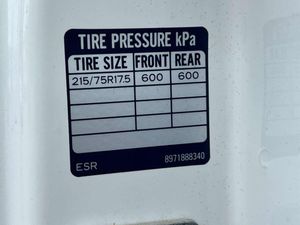 TIRE PRESSURE kPa
TIRE SIZE FRONT REAR
215/75R17.5 600 600
ESR 8971888340